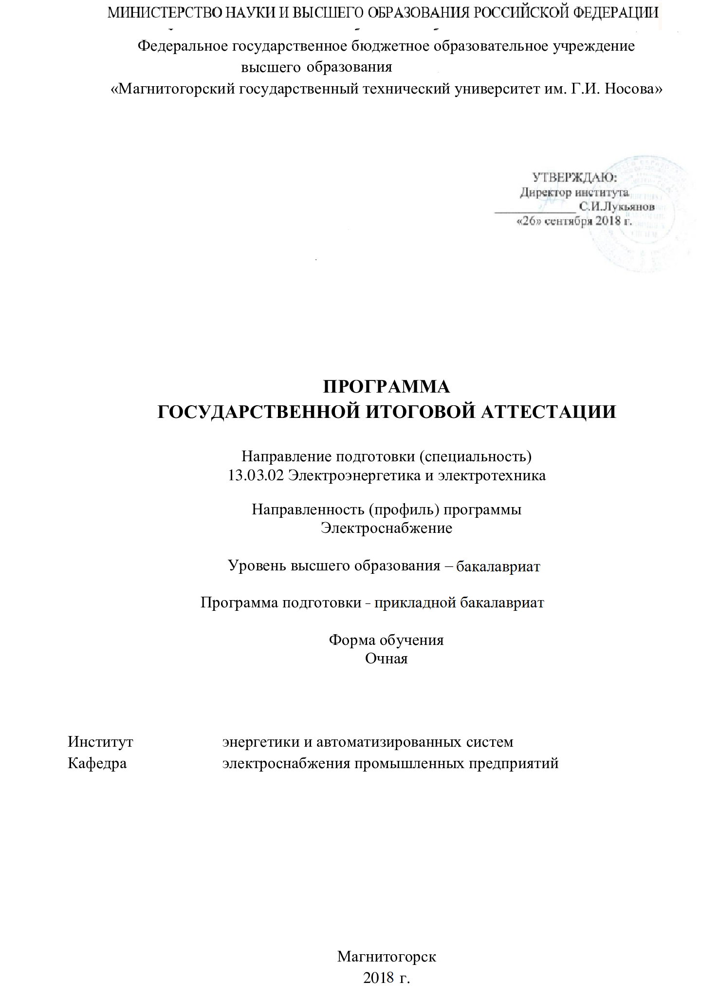 МИНИСТЕРСТВО НАУКИ И ВЫСШЕГО ОБРАЗОВАНИЯ РОССИЙСКОЙ ФЕДЕРАЦИИ
Федеральное государственное бюджетное образовательное учреждение
высшего образования
«Магнитогорский государственный технический университет им. Г.И. Носова»
УТВЕРЖДАЮ:
Директор института
_____________ С.И.Лукьянов
«26» сентября 2018 г.
ПРОГРАММА
ГОСУДАРСТВЕННОЙ ИТОГОВОЙ АТТЕСТАЦИИ
Направление подготовки (специальность)
13.03.02 Электроэнергетика и электротехника
Направленность (профиль) программы
Электроснабжение
Уровень высшего образования – бакалавриат
Программа подготовки - прикладной бакалавриат
Форма обучения
Очная
Институт энергетики и автоматизированных систем
Кафедра электроснабжения промышленных предприятий
Магнитогорск
2018 г.